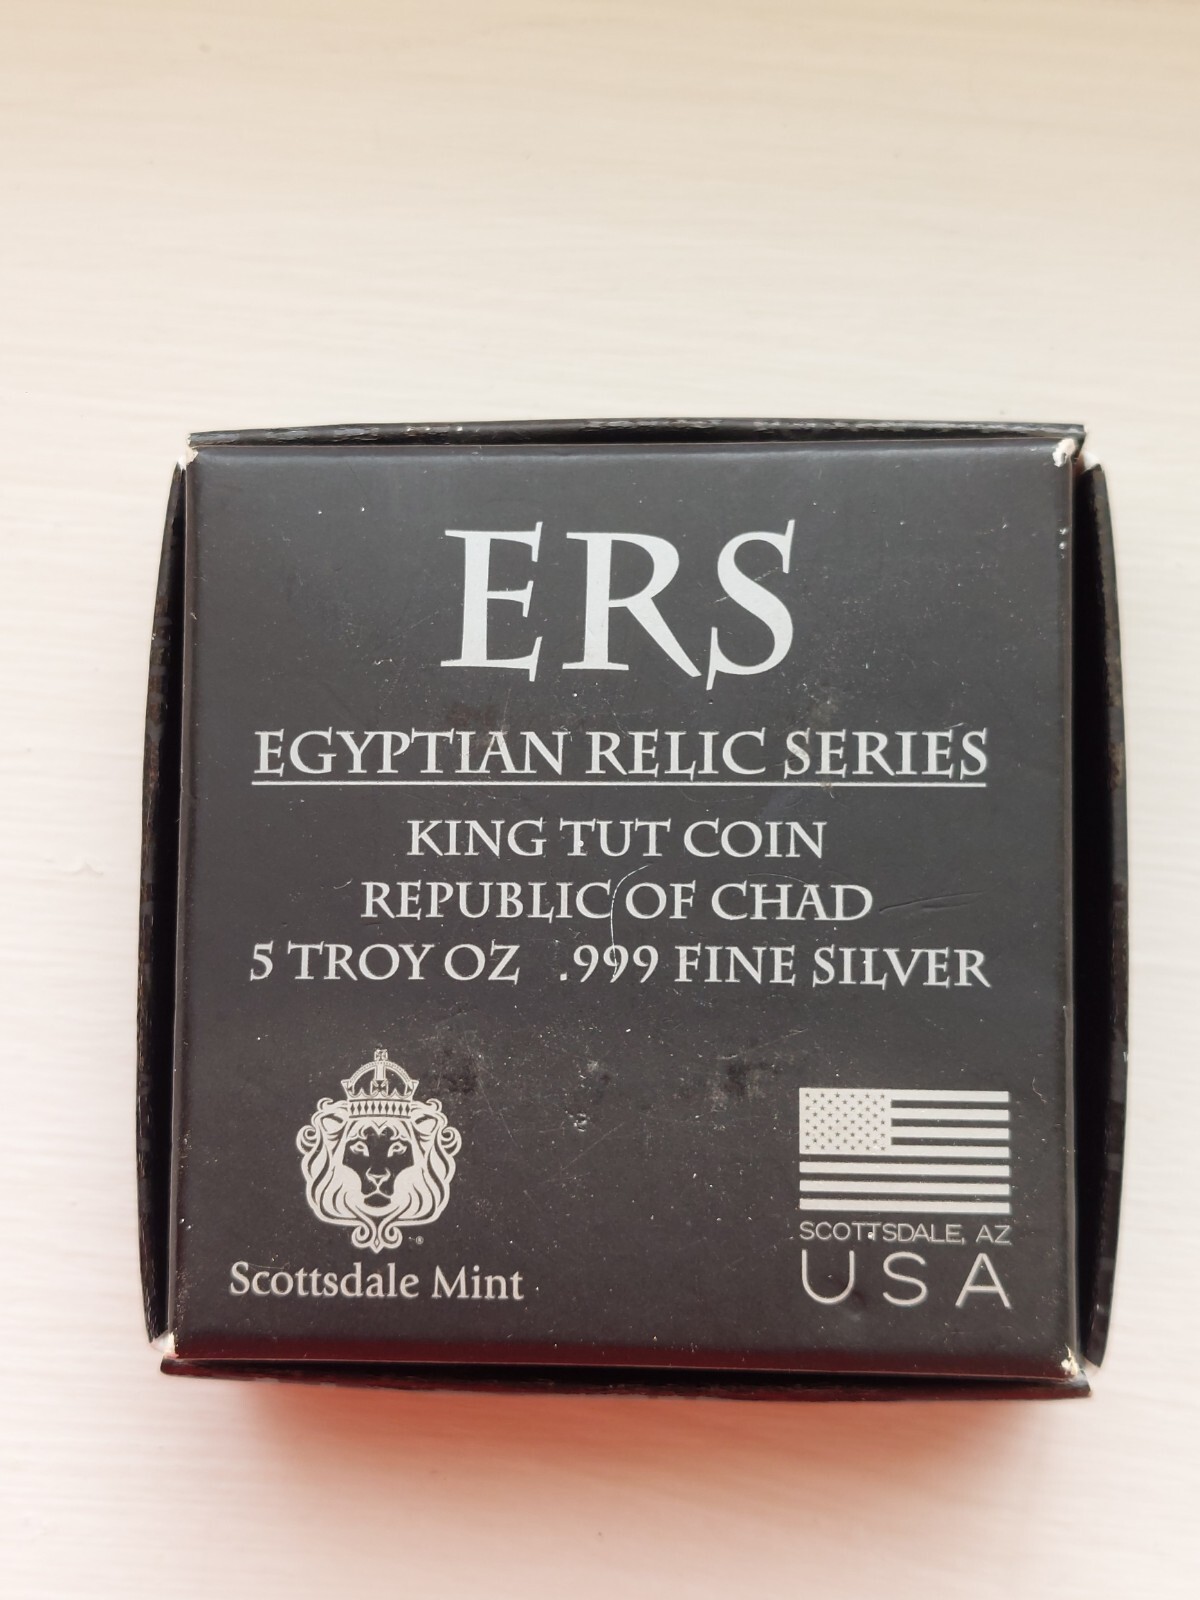 ERS
EGYPTIAN RELIC SERIES
KING TUT COIN
REPUBLIC OF CHAD
5 TROY OZ .999 FINE SILVER
®
Scottsdale Mint
SCOTTSDALE, AZ
USA